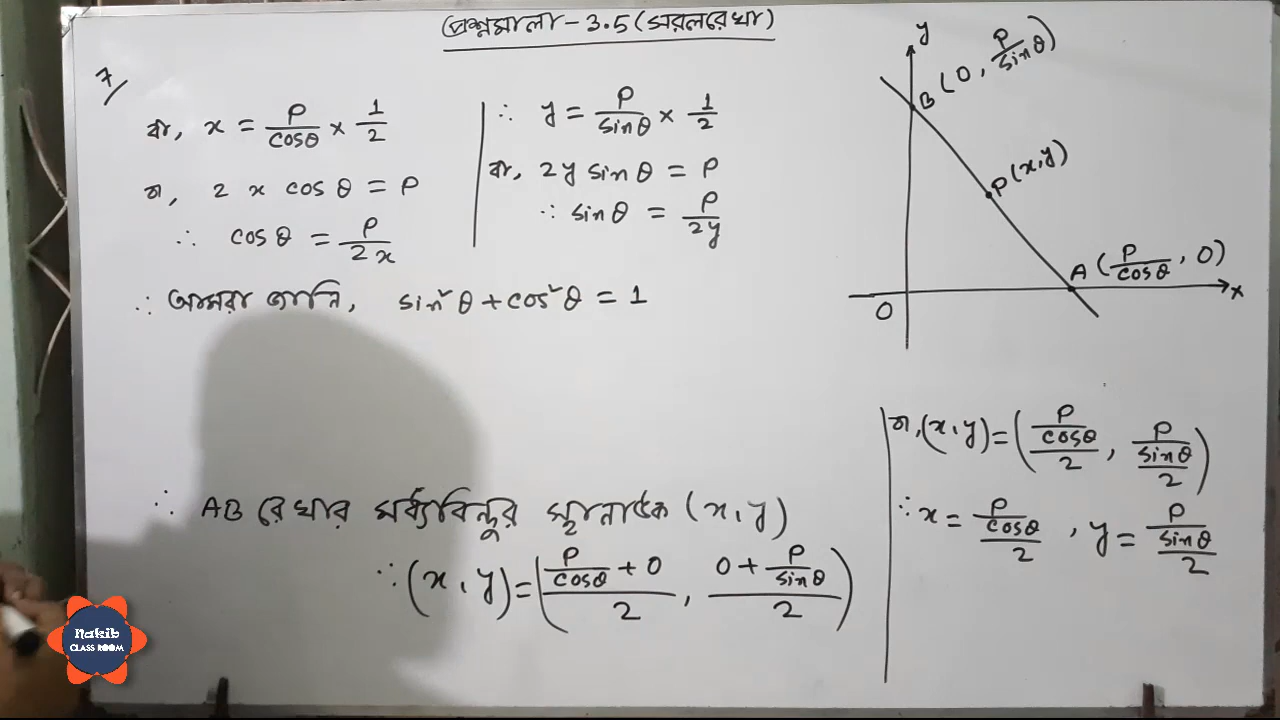 প্রশ্নমালা - 3.5 (সরলরেখা)
7/
বা, x = P/cosθ × 1/2
বা, 2 x cos θ = P
∴ cos θ = P/2x
∴ y = P/sinθ × 1/2
বা, 2y sinθ = P
∴ sinθ = P/2y
∴ আমরা জানি, sin²θ + cos²θ = 1
y
B (0, P/sinθ)
P(x,y)
A (P/cosθ, 0)
O
x
∴ AB রেখার মধ্যবিন্দুর স্থানাঙ্ক (x, y)
∴ (x, y) = ((P/cosθ + 0)/2, (0 + P/sinθ)/2)
বা, (x, y) = ((P/cosθ)/2, (P/sinθ)/2)
∴ x = (P/cosθ)/2, y = (P/sinθ)/2
Nakib
CLASS ROOM